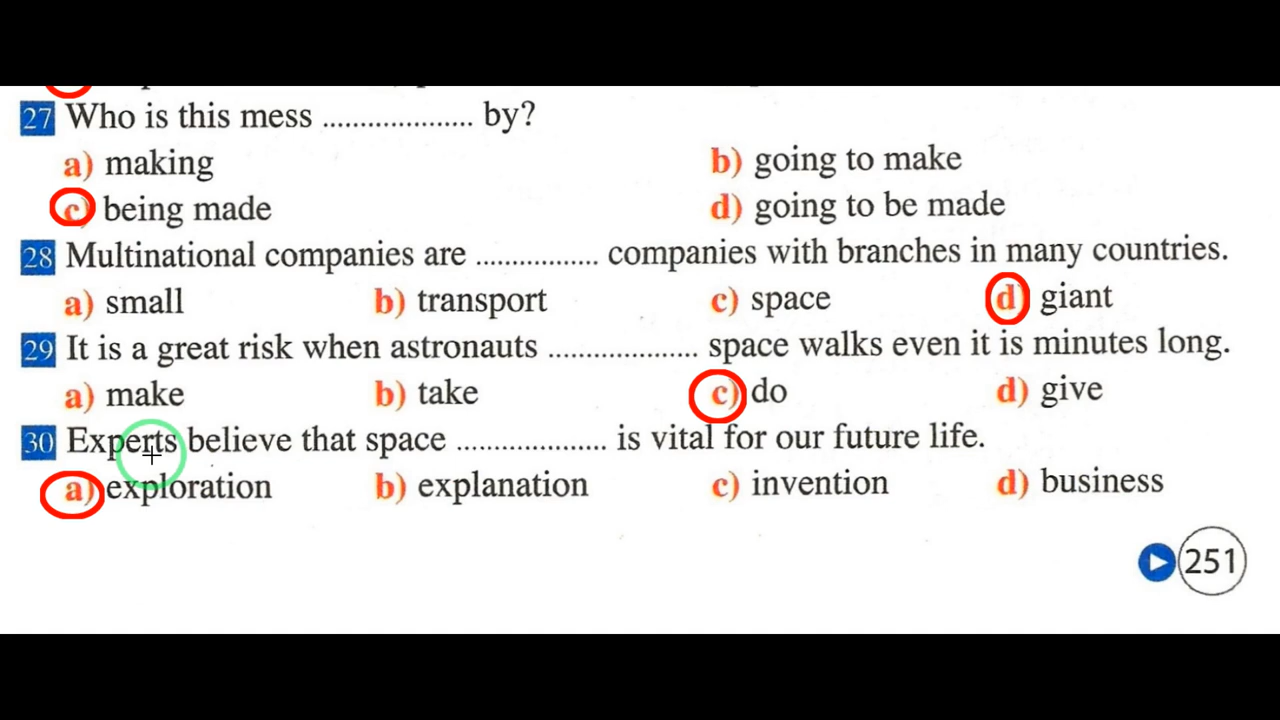 27 Who is this mess .................... by?
a) making b) going to make
c) being made d) going to be made
28 Multinational companies are ................. companies with branches in many countries.
a) small b) transport c) space d) giant
29 It is a great risk when astronauts .................... space walks even it is minutes long.
a) make b) take c) do d) give
30 Experts believe that space .................... is vital for our future life.
a) exploration b) explanation c) invention d) business
251